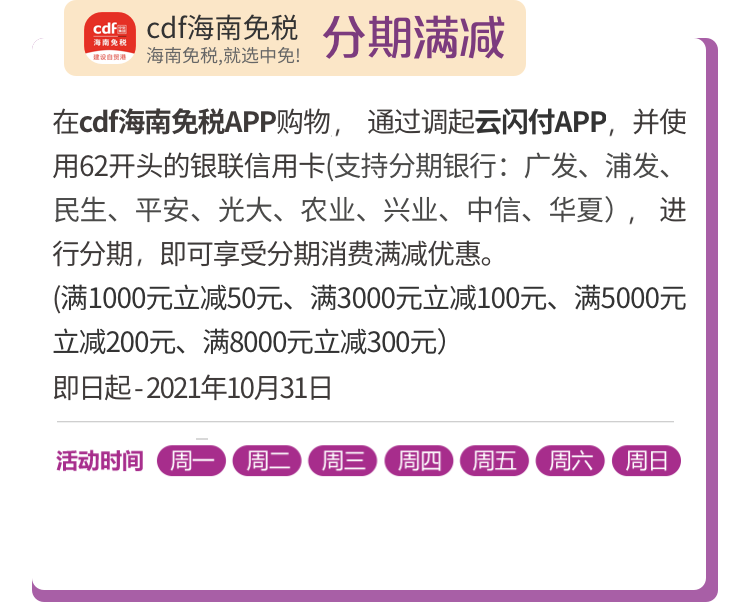 cdf海南免税
海南免税
建设自贸港
cdf海南免税
海南免税,就选中免!
分期满减
在cdf海南免税APP购物， 通过调起云闪付APP，并使
用62开头的银联信用卡(支持分期银行：广发、浦发、
民生、平安、光大、农业、兴业、中信、华夏）， 进
行分期，即可享受分期消费满减优惠。
(满1000元立减50元、满3000元立减100元、满5000元
立减200元、满8000元立减300元）
即日起-2021年10月31日
活动时间 周一 周二 周三 周四 周五 周六 周日